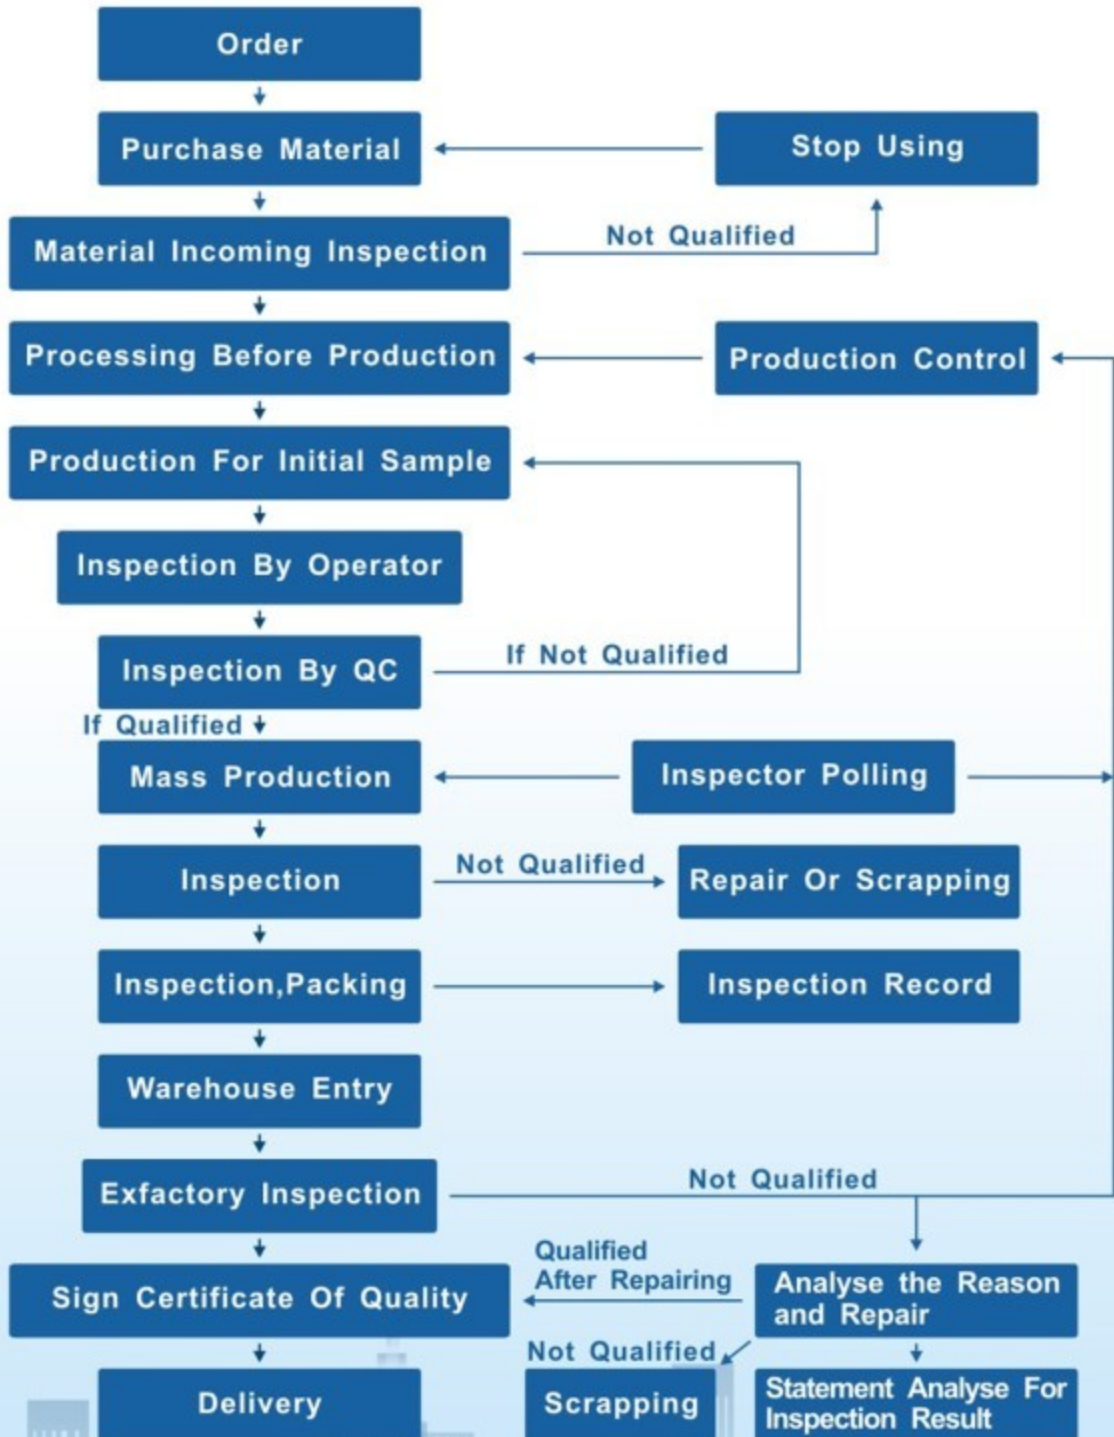 Order
Purchase Material
Stop Using
Not Qualified
Material Incoming Inspection
Processing Before Production
Production Control
Production For Initial Sample
Inspection By Operator
Inspection By QC
If Not Qualified
If Qualified
Mass Production
Inspector Polling
Inspection
Not Qualified
Repair Or Scrapping
Inspection,Packing
Inspection Record
Warehouse Entry
Exfactory Inspection
Not Qualified
Sign Certificate Of Quality
Qualified
After Repairing
Analyse the Reason
and Repair
Not Qualified
Delivery
Scrapping
Statement Analyse For
Inspection Result